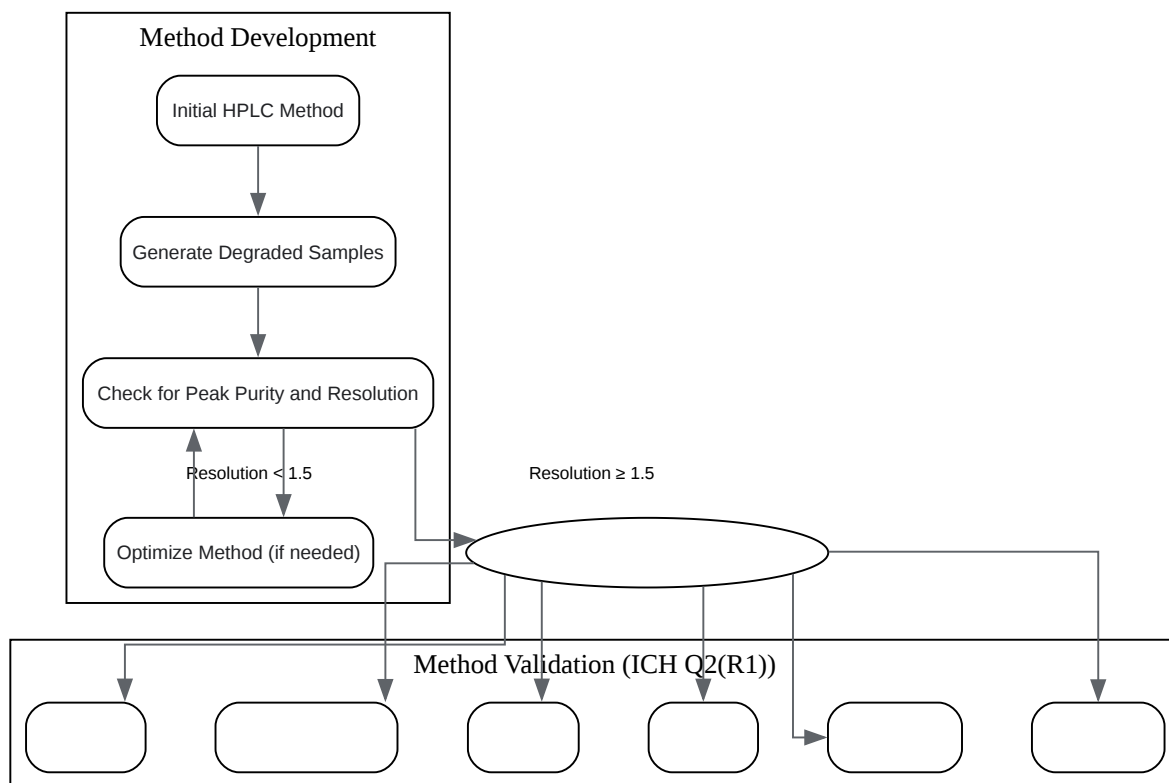 Method Development
Initial HPLC Method
Generate Degraded Samples
Check for Peak Purity and Resolution
Resolution < 1.5
Resolution ≥ 1.5
Optimize Method (if needed)
Method Validation (ICH Q2(R1))